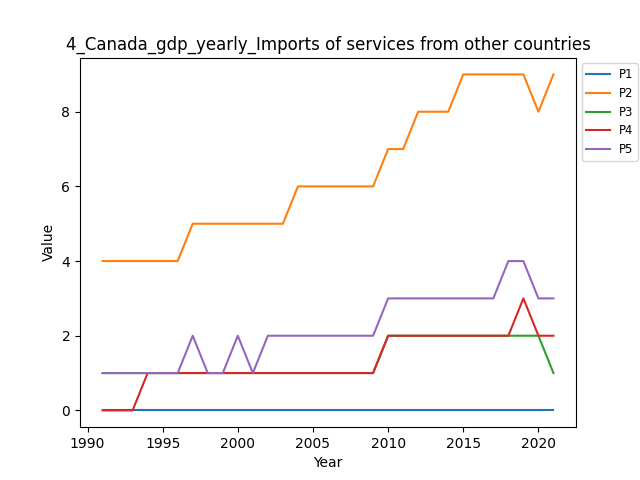 4_Canada_gdp_yearly_Imports of services from other countries
P1
P2
P3
P4
P5
8
6
4
2
0
Value
1990
1995
2000
2005
2010
2015
2020
Year